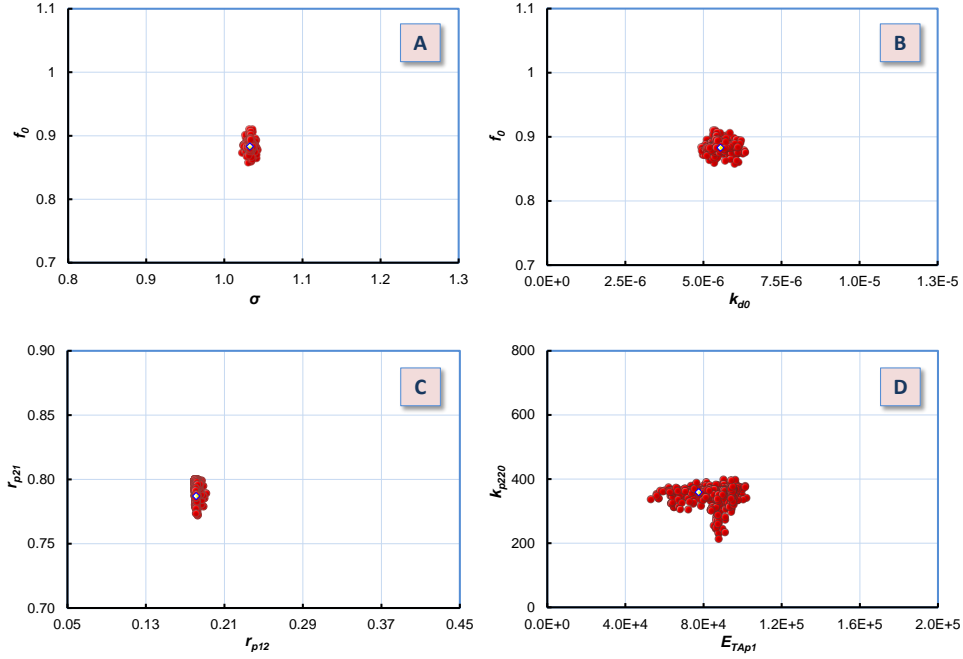 1.1
1
0.9
0.8
0.7
f0
A
0.8 0.9 1.0 1.1 1.2 1.3
σ
1.1
1
0.9
0.8
0.7
f0
B
0.0E+0 2.5E-6 5.0E-6 7.5E-6 1.0E-5 1.3E-5
kd0
0.90
0.85
0.80
0.75
0.70
rp21
C
0.05 0.13 0.21 0.29 0.37 0.45
rp12
800
600
400
200
0
kp220
D
0.0E+0 4.0E+4 8.0E+4 1.2E+5 1.6E+5 2.0E+5
ETAp1